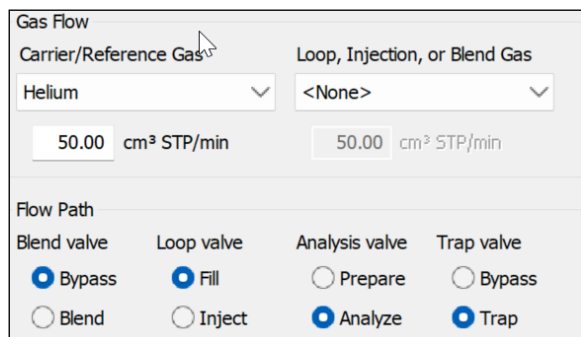 Gas Flow
Carrier/Reference Gas Loop, Injection, or Blend Gas
Helium <None>
50.00 cm³ STP/min 50.00 cm³ STP/min
Flow Path
Blend valve Loop valve Analysis valve Trap valve
Bypass Fill Prepare Bypass
Blend Inject Analyze Trap